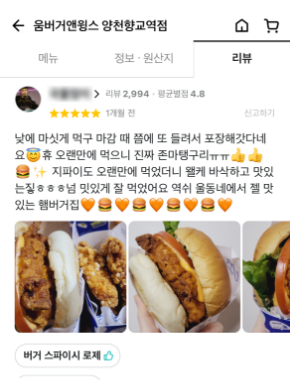 움버거앤윙스 양천향교역점
메뉴
정보·원산지
리뷰
리뷰 2,994 · 평균별점 4.8
1개월 전
신고하기
낮에 마싯게 먹구 마감 때 쯤에 또 들려서 포장해갓다네
요😇휴 오랜만에 먹으니 진짜 존마탱구리ㅠㅠ👍👍
🍔✨ 지파이도 오랜만에 먹었더니 왤케 바삭하고 맛있
는짛ㅎㅎㅎ넘 밌있게 잘 먹었어요 역쉬 울동네에서 젤 맛
있는 햄버거집🧡🍔🧡🍔🧡🍔🧡🍔🧡
버거 스파이시 로제